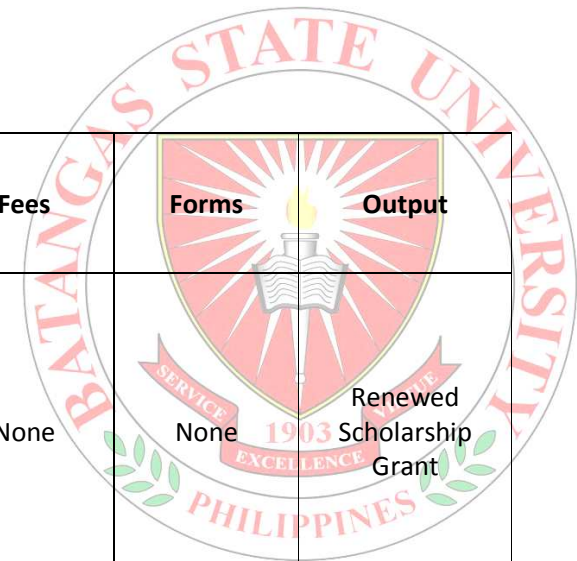 BATANGAS STATE UNIVERSITY
Fees Forms Output
SERVICE VIRTUE
None None Renewed
Scholarship
Grant
1903
EXCELLENCE
PHILIPPINES